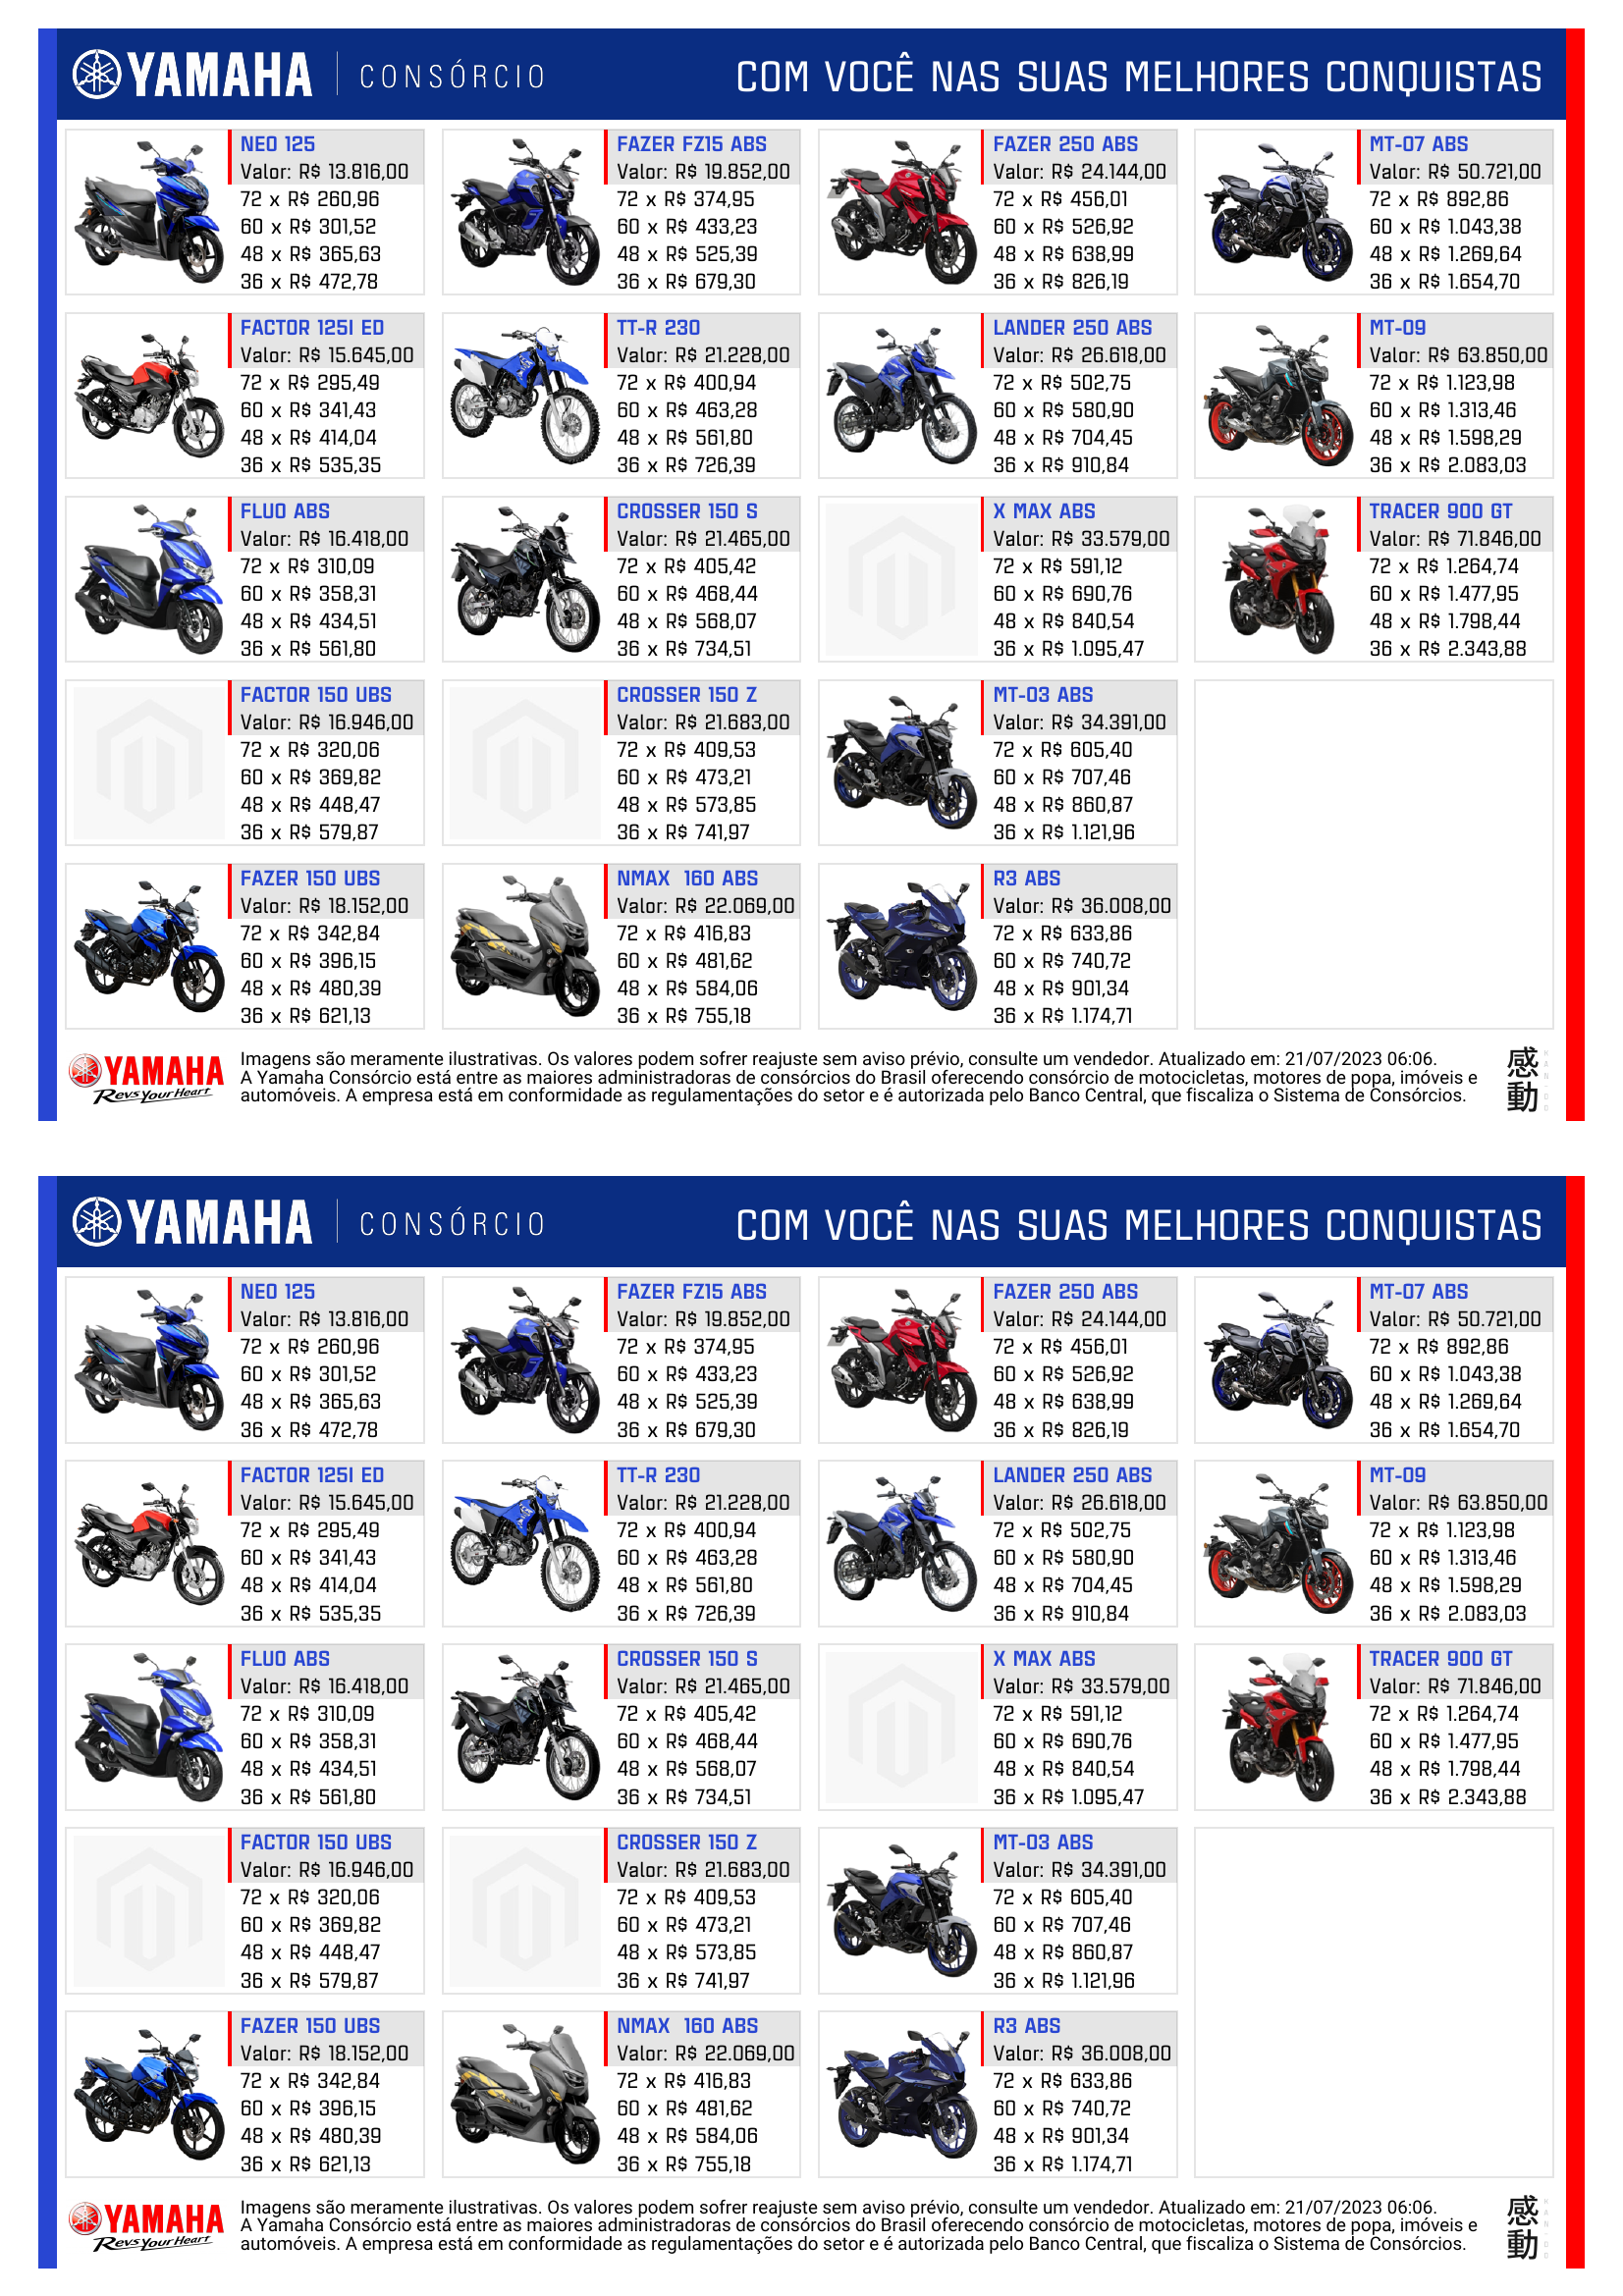 YAMAHA CONSÓRCIO COM VOCÊ NAS SUAS MELHORES CONQUISTAS
NEO 125
Valor: R$ 13.816,00
72 x R$ 260,96
60 x R$ 301,52
48 x R$ 365,63
36 x R$ 472,78
FAZER FZ15 ABS
Valor: R$ 19.852,00
72 x R$ 374,95
60 x R$ 433,23
48 x R$ 525,39
36 x R$ 679,30
FAZER 250 ABS
Valor: R$ 24.144,00
72 x R$ 456,01
60 x R$ 526,92
48 x R$ 638,99
36 x R$ 826,19
MT-07 ABS
Valor: R$ 50.721,00
72 x R$ 892,86
60 x R$ 1.043,38
48 x R$ 1.269,64
36 x R$ 1.654,70
FACTOR 125I ED
Valor: R$ 15.645,00
72 x R$ 295,49
60 x R$ 341,43
48 x R$ 414,04
36 x R$ 535,35
TT-R 230
Valor: R$ 21.228,00
72 x R$ 400,94
60 x R$ 463,28
48 x R$ 561,80
36 x R$ 726,39
LANDER 250 ABS
Valor: R$ 26.618,00
72 x R$ 502,75
60 x R$ 580,90
48 x R$ 704,45
36 x R$ 910,84
MT-09
Valor: R$ 63.850,00
72 x R$ 1.123,98
60 x R$ 1.313,46
48 x R$ 1.598,29
36 x R$ 2.083,03
FLUO ABS
Valor: R$ 16.418,00
72 x R$ 310,09
60 x R$ 358,31
48 x R$ 434,51
36 x R$ 561,80
CROSSER 150 S
Valor: R$ 21.465,00
72 x R$ 405,42
60 x R$ 468,44
48 x R$ 568,07
36 x R$ 734,51
X MAX ABS
Valor: R$ 33.579,00
72 x R$ 591,12
60 x R$ 690,76
48 x R$ 840,54
36 x R$ 1.095,47
TRACER 900 GT
Valor: R$ 71.846,00
72 x R$ 1.264,74
60 x R$ 1.477,95
48 x R$ 1.798,44
36 x R$ 2.343,88
FACTOR 150 UBS
Valor: R$ 16.946,00
72 x R$ 320,06
60 x R$ 369,82
48 x R$ 448,47
36 x R$ 579,87
CROSSER 150 Z
Valor: R$ 21.683,00
72 x R$ 409,53
60 x R$ 473,21
48 x R$ 573,85
36 x R$ 741,97
MT-03 ABS
Valor: R$ 34.391,00
72 x R$ 605,40
60 x R$ 707,46
48 x R$ 860,87
36 x R$ 1.121,96
FAZER 150 UBS
Valor: R$ 18.152,00
72 x R$ 342,84
60 x R$ 396,15
48 x R$ 480,39
36 x R$ 621,13
NMAX 160 ABS
Valor: R$ 22.069,00
72 x R$ 416,83
60 x R$ 481,62
48 x R$ 584,06
36 x R$ 755,18
R3 ABS
Valor: R$ 36.008,00
72 x R$ 633,86
60 x R$ 740,72
48 x R$ 901,34
36 x R$ 1.174,71
YAMAHA
Revs Your Heart
Imagens são meramente ilustrativas. Os valores podem sofrer reajuste sem aviso prévio, consulte um vendedor. Atualizado em: 21/07/2023 06:06.
A Yamaha Consórcio está entre as maiores administradoras de consórcios do Brasil oferecendo consórcio de motocicletas, motores de popa, imóveis e
automóveis. A empresa está em conformidade as regulamentações do setor e é autorizada pelo Banco Central, que fiscaliza o Sistema de Consórcios.
感動
YAMAHA CONSÓRCIO COM VOCÊ NAS SUAS MELHORES CONQUISTAS
NEO 125
Valor: R$ 13.816,00
72 x R$ 260,96
60 x R$ 301,52
48 x R$ 365,63
36 x R$ 472,78
FAZER FZ15 ABS
Valor: R$ 19.852,00
72 x R$ 374,95
60 x R$ 433,23
48 x R$ 525,39
36 x R$ 679,30
FAZER 250 ABS
Valor: R$ 24.144,00
72 x R$ 456,01
60 x R$ 526,92
48 x R$ 638,99
36 x R$ 826,19
MT-07 ABS
Valor: R$ 50.721,00
72 x R$ 892,86
60 x R$ 1.043,38
48 x R$ 1.269,64
36 x R$ 1.654,70
FACTOR 125I ED
Valor: R$ 15.645,00
72 x R$ 295,49
60 x R$ 341,43
48 x R$ 414,04
36 x R$ 535,35
TT-R 230
Valor: R$ 21.228,00
72 x R$ 400,94
60 x R$ 463,28
48 x R$ 561,80
36 x R$ 726,39
LANDER 250 ABS
Valor: R$ 26.618,00
72 x R$ 502,75
60 x R$ 580,90
48 x R$ 704,45
36 x R$ 910,84
MT-09
Valor: R$ 63.850,00
72 x R$ 1.123,98
60 x R$ 1.313,46
48 x R$ 1.598,29
36 x R$ 2.083,03
FLUO ABS
Valor: R$ 16.418,00
72 x R$ 310,09
60 x R$ 358,31
48 x R$ 434,51
36 x R$ 561,80
CROSSER 150 S
Valor: R$ 21.465,00
72 x R$ 405,42
60 x R$ 468,44
48 x R$ 568,07
36 x R$ 734,51
X MAX ABS
Valor: R$ 33.579,00
72 x R$ 591,12
60 x R$ 690,76
48 x R$ 840,54
36 x R$ 1.095,47
TRACER 900 GT
Valor: R$ 71.846,00
72 x R$ 1.264,74
60 x R$ 1.477,95
48 x R$ 1.798,44
36 x R$ 2.343,88
FACTOR 150 UBS
Valor: R$ 16.946,00
72 x R$ 320,06
60 x R$ 369,82
48 x R$ 448,47
36 x R$ 579,87
CROSSER 150 Z
Valor: R$ 21.683,00
72 x R$ 409,53
60 x R$ 473,21
48 x R$ 573,85
36 x R$ 741,97
MT-03 ABS
Valor: R$ 34.391,00
72 x R$ 605,40
60 x R$ 707,46
48 x R$ 860,87
36 x R$ 1.121,96
FAZER 150 UBS
Valor: R$ 18.152,00
72 x R$ 342,84
60 x R$ 396,15
48 x R$ 480,39
36 x R$ 621,13
NMAX 160 ABS
Valor: R$ 22.069,00
72 x R$ 416,83
60 x R$ 481,62
48 x R$ 584,06
36 x R$ 755,18
R3 ABS
Valor: R$ 36.008,00
72 x R$ 633,86
60 x R$ 740,72
48 x R$ 901,34
36 x R$ 1.174,71
YAMAHA
Revs Your Heart
Imagens são meramente ilustrativas. Os valores podem sofrer reajuste sem aviso prévio, consulte um vendedor. Atualizado em: 21/07/2023 06:06.
A Yamaha Consórcio está entre as maiores administradoras de consórcios do Brasil oferecendo consórcio de motocicletas, motores de popa, imóveis e
automóveis. A empresa está em conformidade as regulamentações do setor e é autorizada pelo Banco Central, que fiscaliza o Sistema de Consórcios.
感動